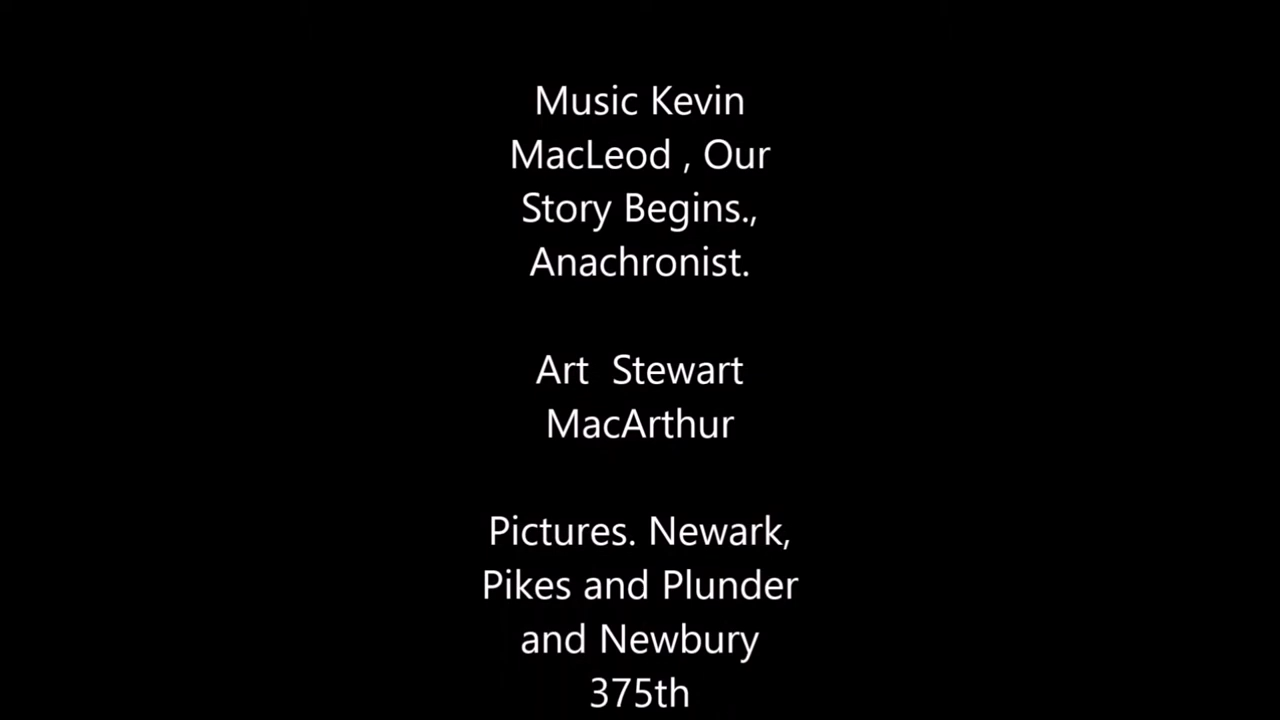 Music Kevin
MacLeod , Our
Story Begins.,
Anachronist.
Art  Stewart
MacArthur
Pictures. Newark,
Pikes and Plunder
and Newbury
375th